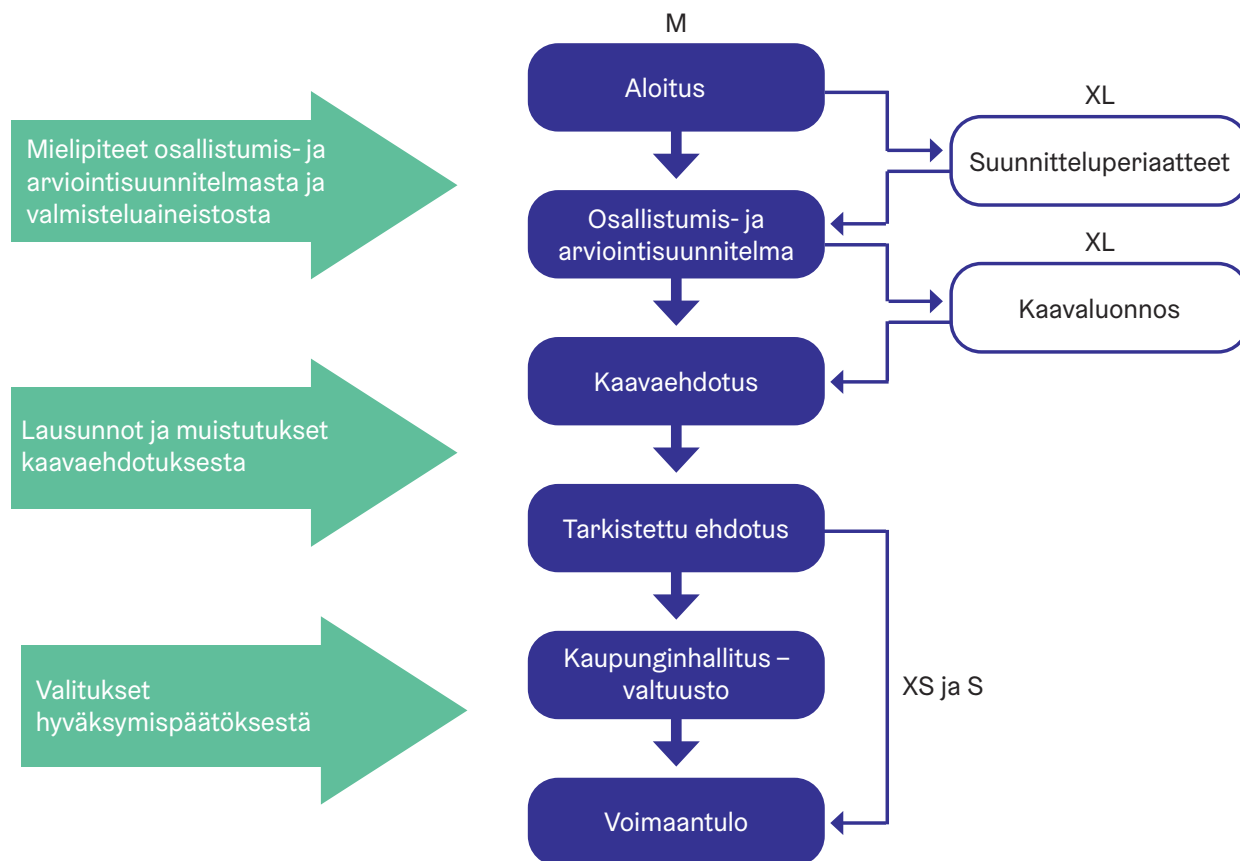 M
Aloitus
XL
Suunnitteluperiaatteet
Mielipiteet osallistumis- ja
arviointisuunnitelmasta ja
valmisteluaineistosta
Osallistumis- ja
arviointisuunnitelma
XL
Kaavaluonnos
Kaavaehdotus
Lausunnot ja muistutukset
kaavaehdotuksesta
Tarkistettu ehdotus
Kaupunginhallitus –
valtuusto
XS ja S
Valitukset
hyväksymispäätöksestä
Voimaantulo